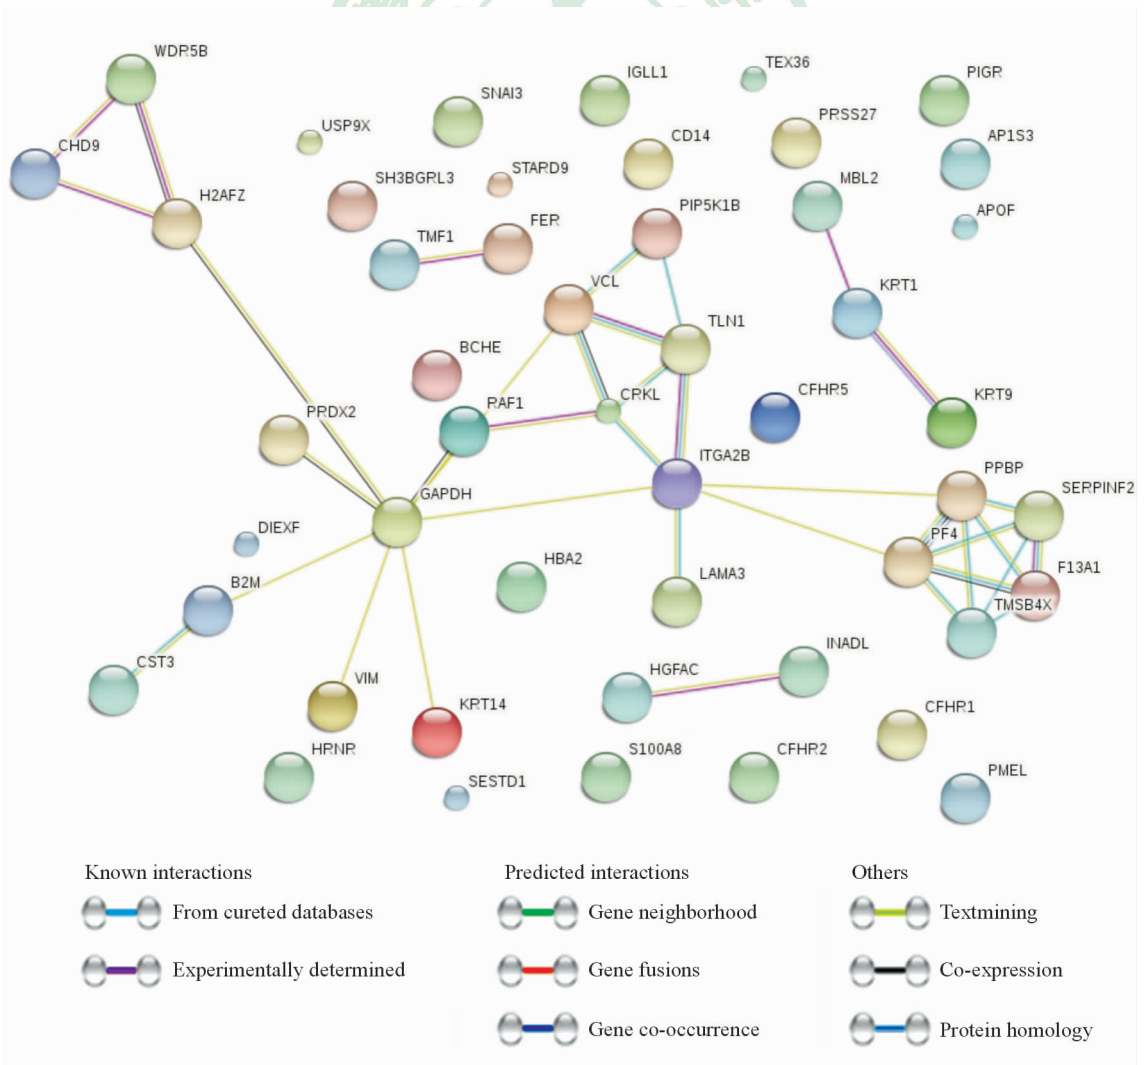 WDR5B
TEX36
IGLL1
PIGR
SNAI3
PRSS27
USP9X
CD14
AP1S3
CHD9
STARD9
SH3BGRL3
MBL2
H2AFZ
PIP5K1B
APOF
FER
TMF1
VCL
KRT1
TLN1
BCHE
CRKL
CFHR5
KRT9
RAF1
PRDX2
ITGA2B
PPBP
GAPDH
SERPINF2
DIEXF
PF4
HBA2
F13A1
B2M
LAMA3
TMSB4X
CST3
INADL
HGFAC
VIM
KRT14
CFHR1
HRNR
S100A8
CFHR2
SESTD1
PMEL
Known interactions
From cureted databases
Experimentally determined
Predicted interactions
Gene neighborhood
Gene fusions
Gene co-occurrence
Others
Textmining
Co-expression
Protein homology